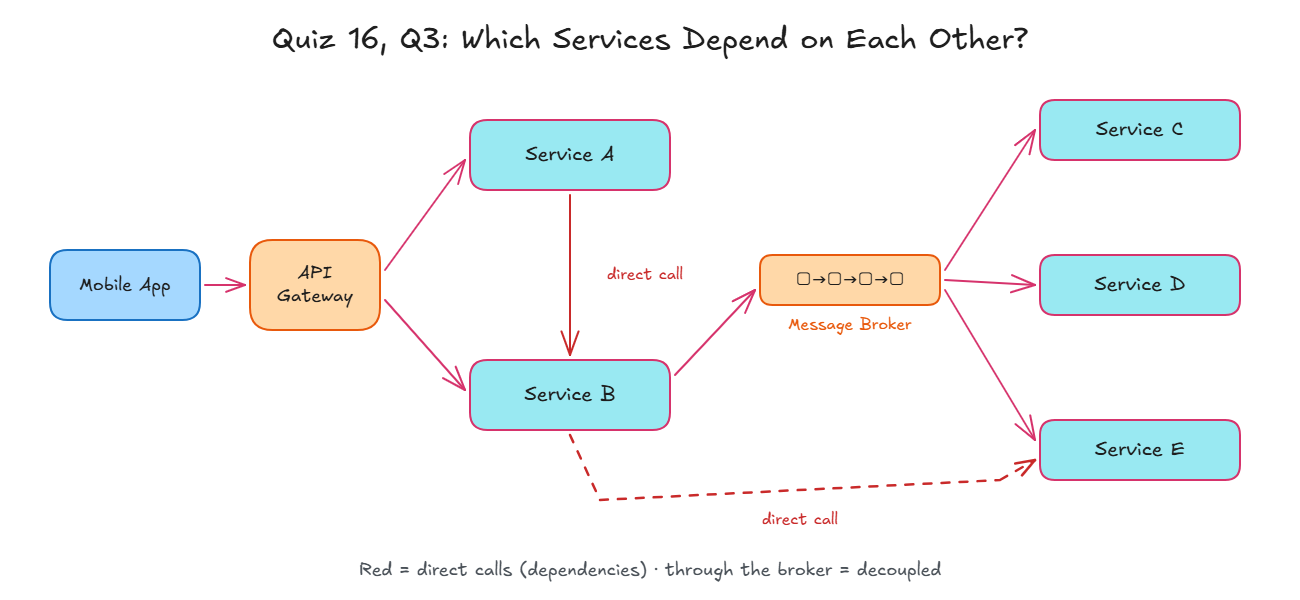 Quiz 16, Q3: Which Services Depend on Each Other?
Service C
Service A
Mobile App
API
Gateway
direct call
▢→▢→▢→▢
Service D
Message Broker
Service B
Service E
direct call
Red = direct calls (dependencies) · through the broker = decoupled